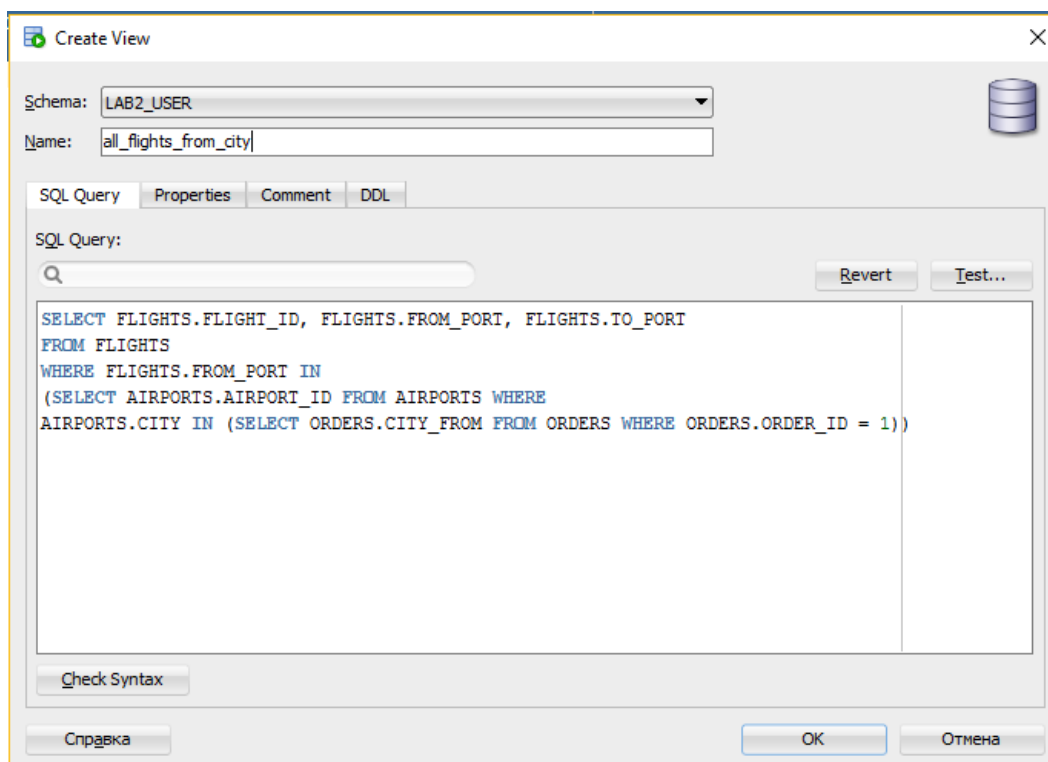 Create View
Schema: LAB2_USER
Name: all_flights_from_city
SQL Query Properties Comment DDL
SQL Query:
Revert Test...
SELECT FLIGHTS.FLIGHT_ID, FLIGHTS.FROM_PORT, FLIGHTS.TO_PORT
FROM FLIGHTS
WHERE FLIGHTS.FROM_PORT IN
(SELECT AIRPORTS.AIRPORT_ID FROM AIRPORTS WHERE
AIRPORTS.CITY IN (SELECT ORDERS.CITY_FROM FROM ORDERS WHERE ORDERS.ORDER_ID = 1))
Check Syntax
Справка OK Отмена